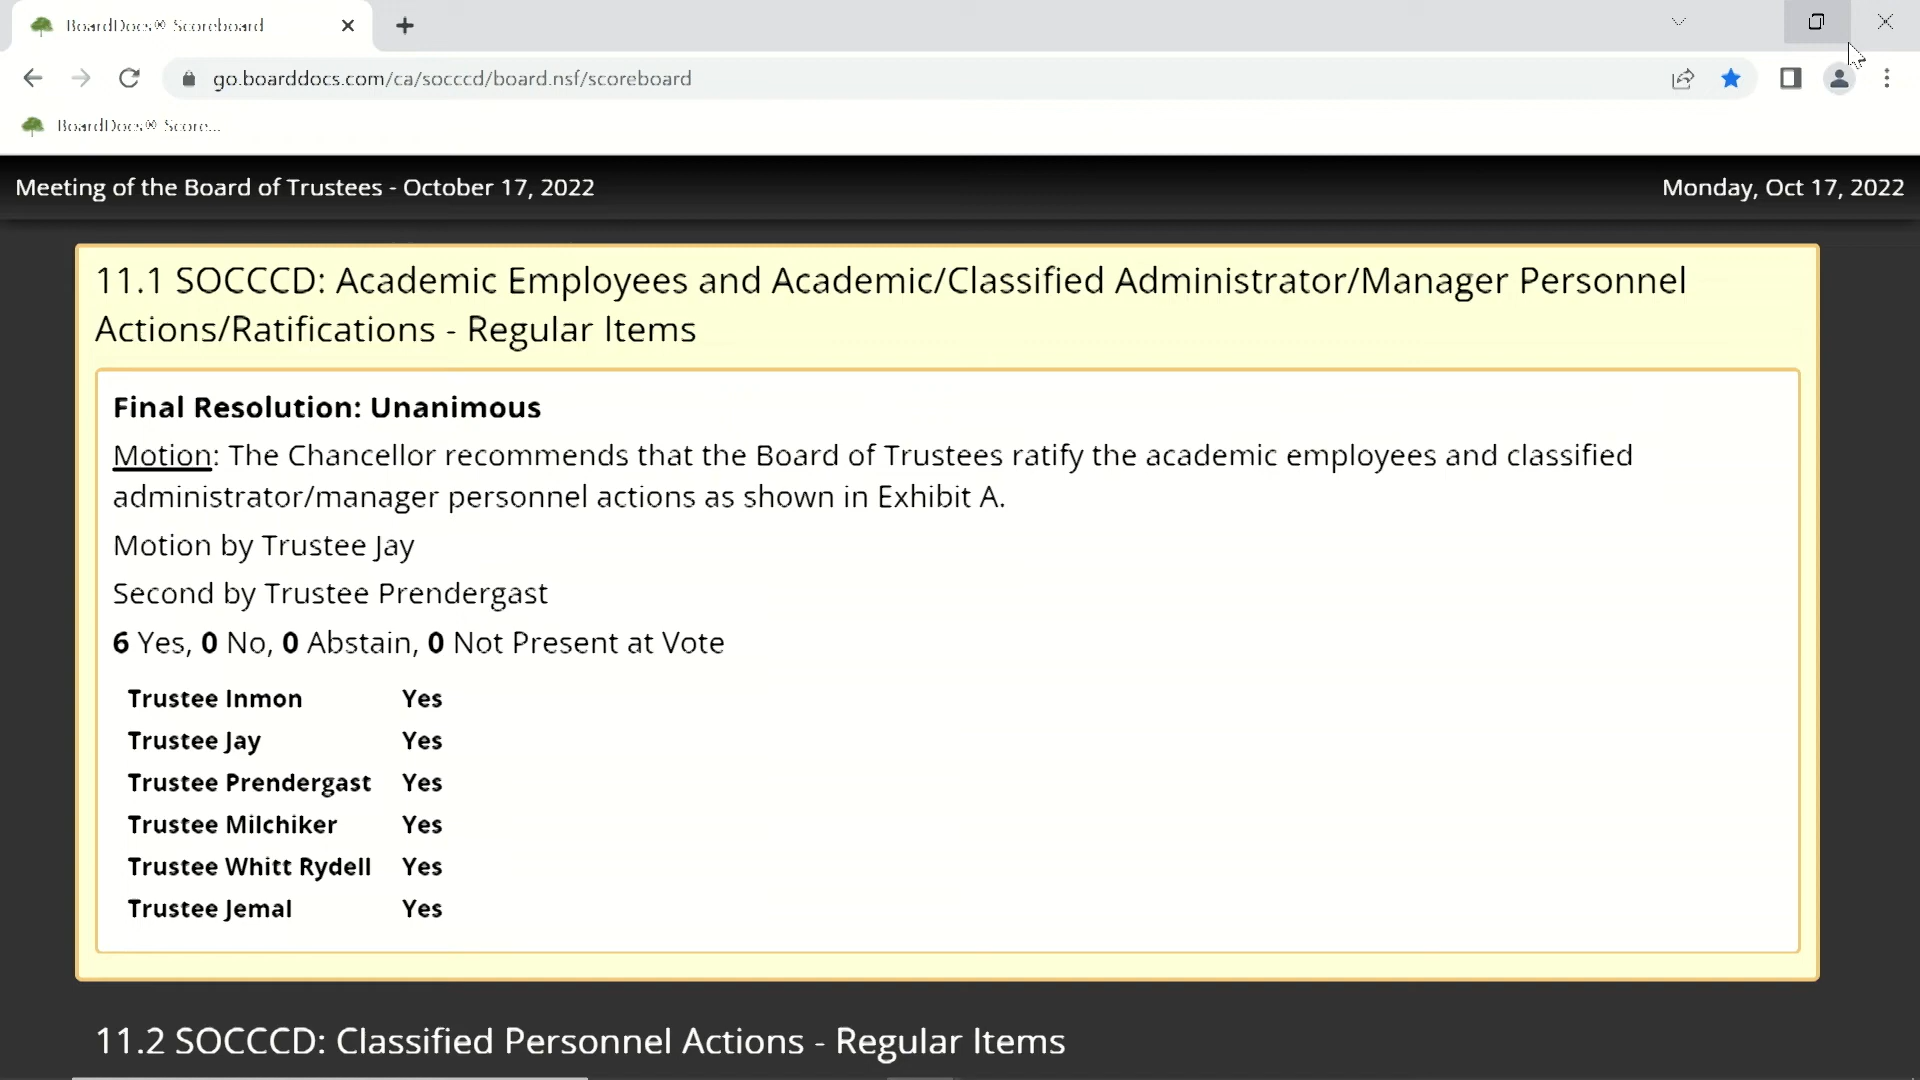 BoardDocs® Scoreboard
go.boarddocs.com/ca/socccd/board.nsf/scoreboard
BoardDocs® Score...
Meeting of the Board of Trustees - October 17, 2022
Monday, Oct 17, 2022
11.1 SOCCCD: Academic Employees and Academic/Classified Administrator/Manager Personnel
Actions/Ratifications - Regular Items
Final Resolution: Unanimous
Motion: The Chancellor recommends that the Board of Trustees ratify the academic employees and classified
administrator/manager personnel actions as shown in Exhibit A.
Motion by Trustee Jay
Second by Trustee Prendergast
6 Yes, 0 No, 0 Abstain, 0 Not Present at Vote
Trustee Inmon Yes
Trustee Jay Yes
Trustee Prendergast Yes
Trustee Milchiker Yes
Trustee Whitt Rydell Yes
Trustee Jemal Yes
11.2 SOCCCD: Classified Personnel Actions - Regular Items